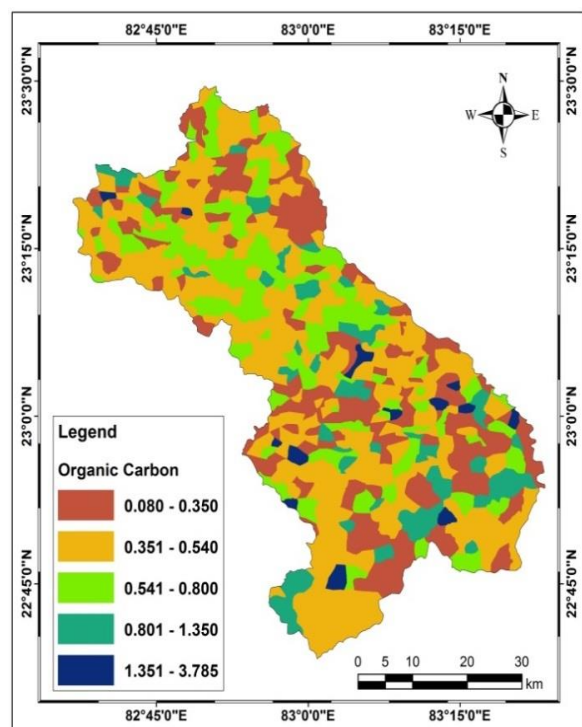 82°45'0"E 83°0'0"E 83°15'0"E
23°30'0"N 23°30'0"N
N
W E
S
23°15'0"N 23°15'0"N
23°0'0"N 23°0'0"N
Legend
Organic Carbon
0.080 - 0.350
0.351 - 0.540
0.541 - 0.800
0.801 - 1.350
1.351 - 3.785
22°45'0"N 22°45'0"N
0 5 10 20 30
km
82°45'0"E 83°0'0"E 83°15'0"E